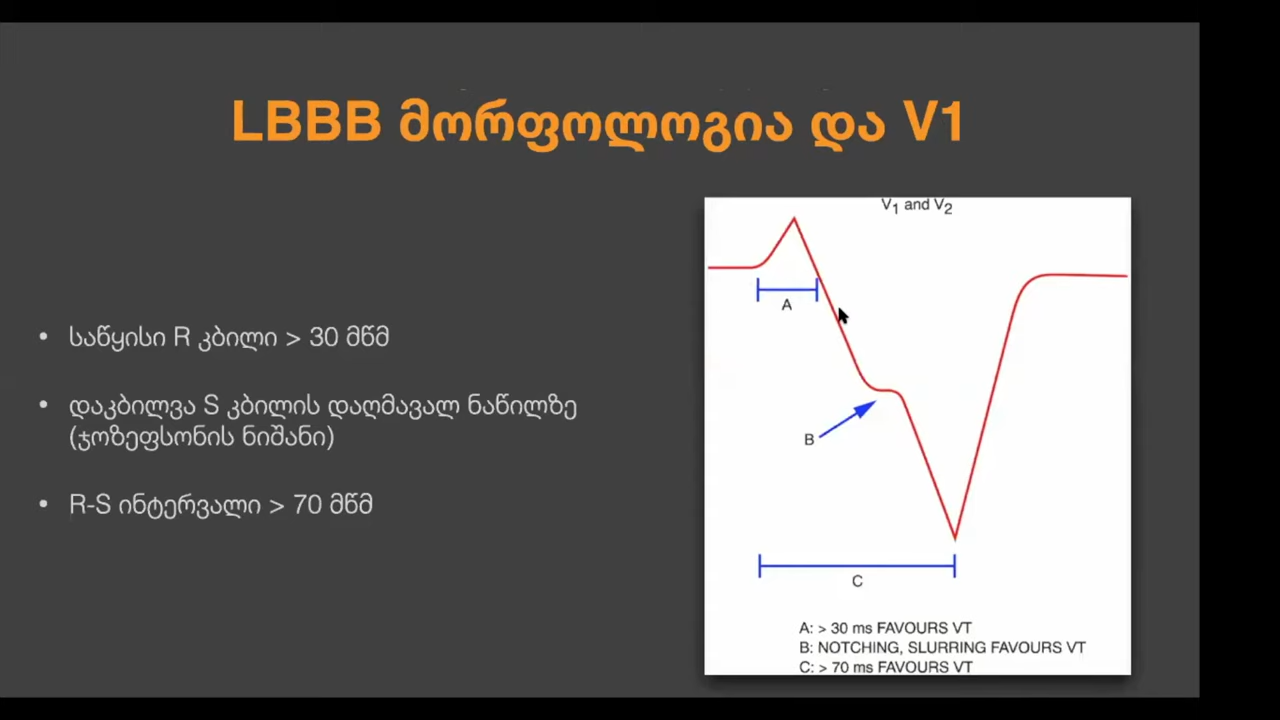 LBBB მორფოლოგია და V1
• საწყისი R კბილი > 30 მწმ
• დაკბილვა S კბილის დაღმავალ ნაწილზე
(ჯოზეფსონის ნიშანი)
• R-S ინტერვალი > 70 მწმ
V1 and V2
A
B
C
A: > 30 ms FAVOURS VT
B: NOTCHING, SLURRING FAVOURS VT
C: > 70 ms FAVOURS VT